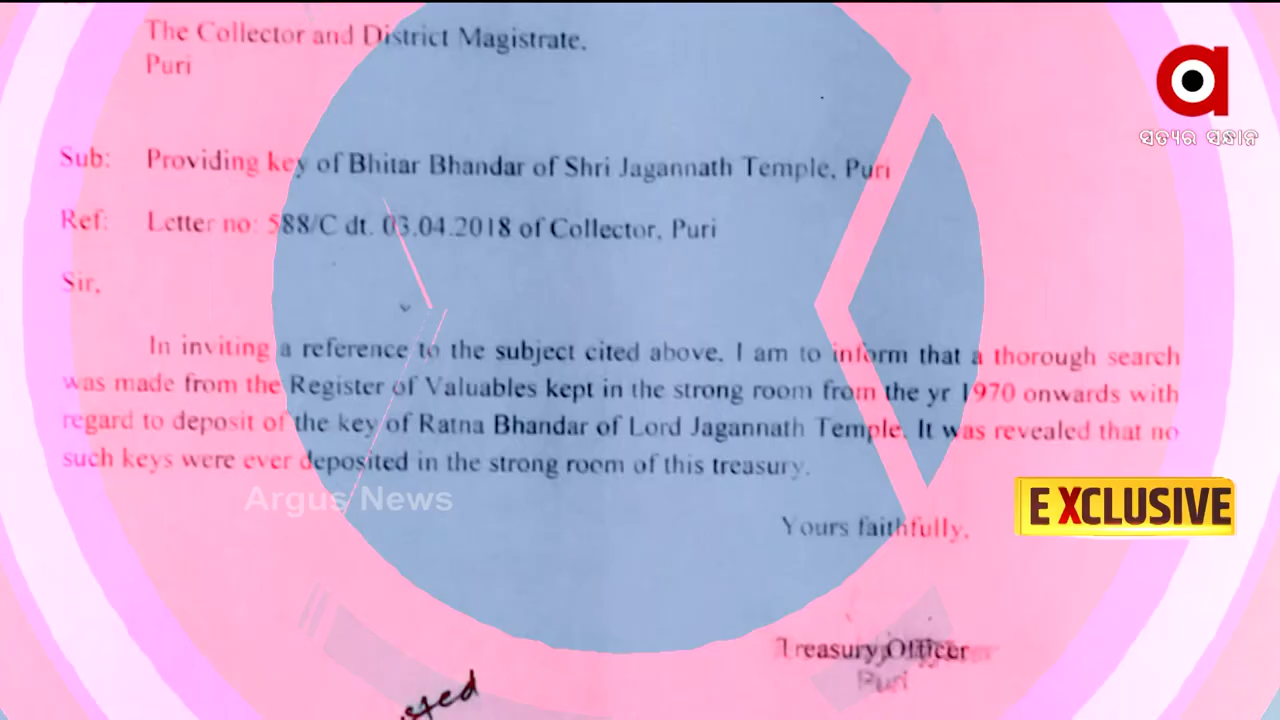 The Collector and District Magistrate,
Puri
ସତ୍ୟର ସନ୍ଧାନ
Sub: Providing key of Bhitar Bhandar of Shri Jagannath Temple, Puri
Ref: Letter no: 588/C dt. 03.04.2018 of Collector, Puri
Sir,
In inviting a reference to the subject cited above, I am to inform that a thorough search
was made from the Register of Valuables kept in the strong room from the yr 1970 onwards with
regard to deposit of the key of Ratna Bhandar of Lord Jagannath Temple. It was revealed that no
such keys were ever deposited in the strong room of this treasury.
Argus News
EXCLUSIVE
Yours faithfully,
Treasury Officer
Puri